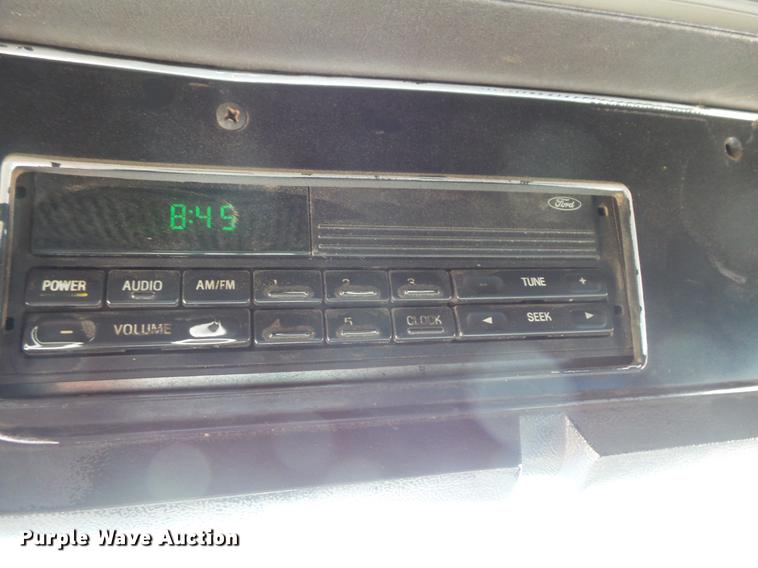 8:45
Ford
POWER AUDIO AM/FM 1 2 3 - TUNE +
- VOLUME 5 CLOCK ◄ SEEK ►
Purple Wave Auction